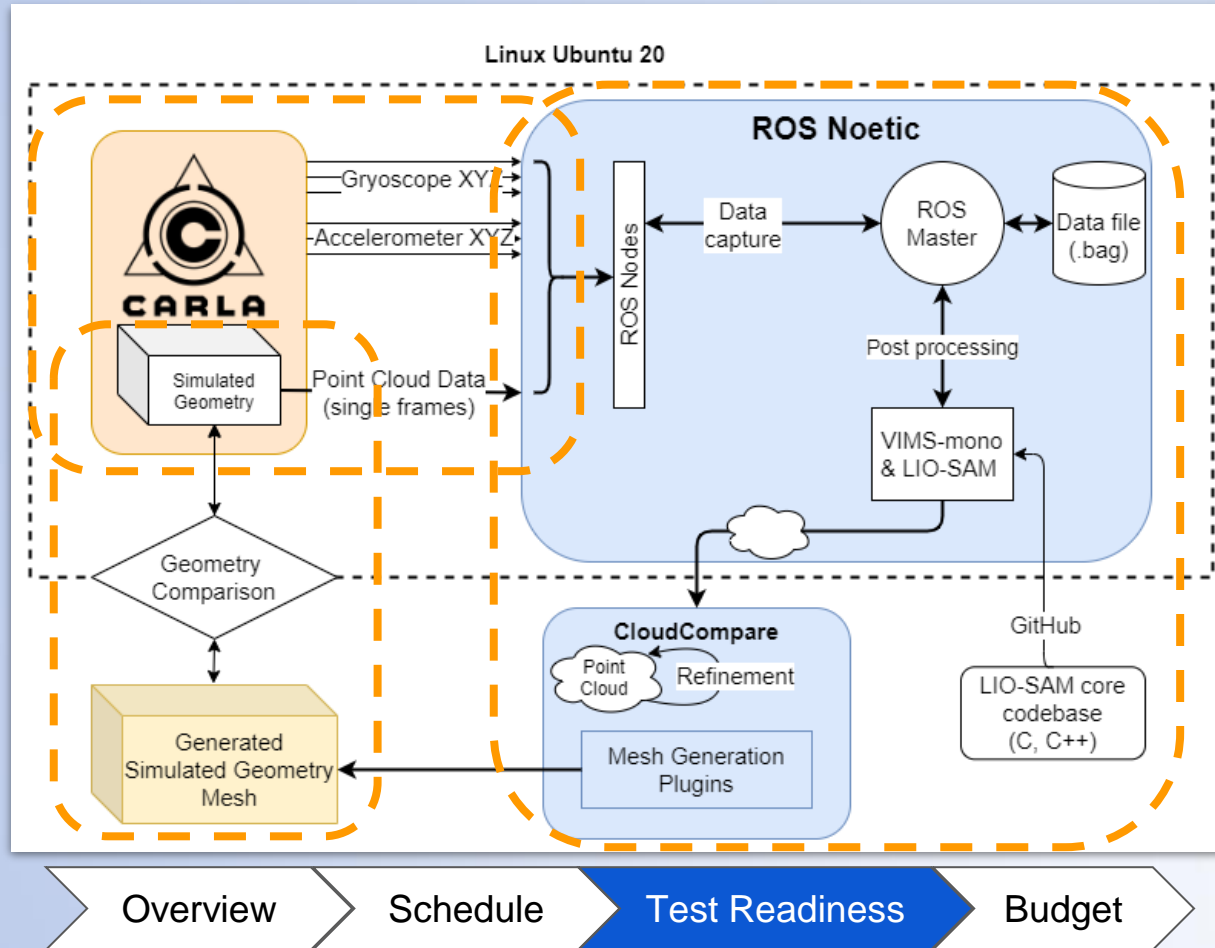 Linux Ubuntu 20
ROS Noetic
CARLA
Gryoscope XYZ
Accelerometer XYZ
Simulated
Geometry
Point Cloud Data
(single frames)
ROS Nodes
Data
capture
ROS
Master
Data file
(.bag)
Post processing
VIMS-mono
& LIO-SAM
Geometry
Comparison
CloudCompare
Point
Cloud
Refinement
Mesh Generation
Plugins
GitHub
LIO-SAM core
codebase
(C, C++)
Generated
Simulated Geometry
Mesh
Overview
Schedule
Test Readiness
Budget